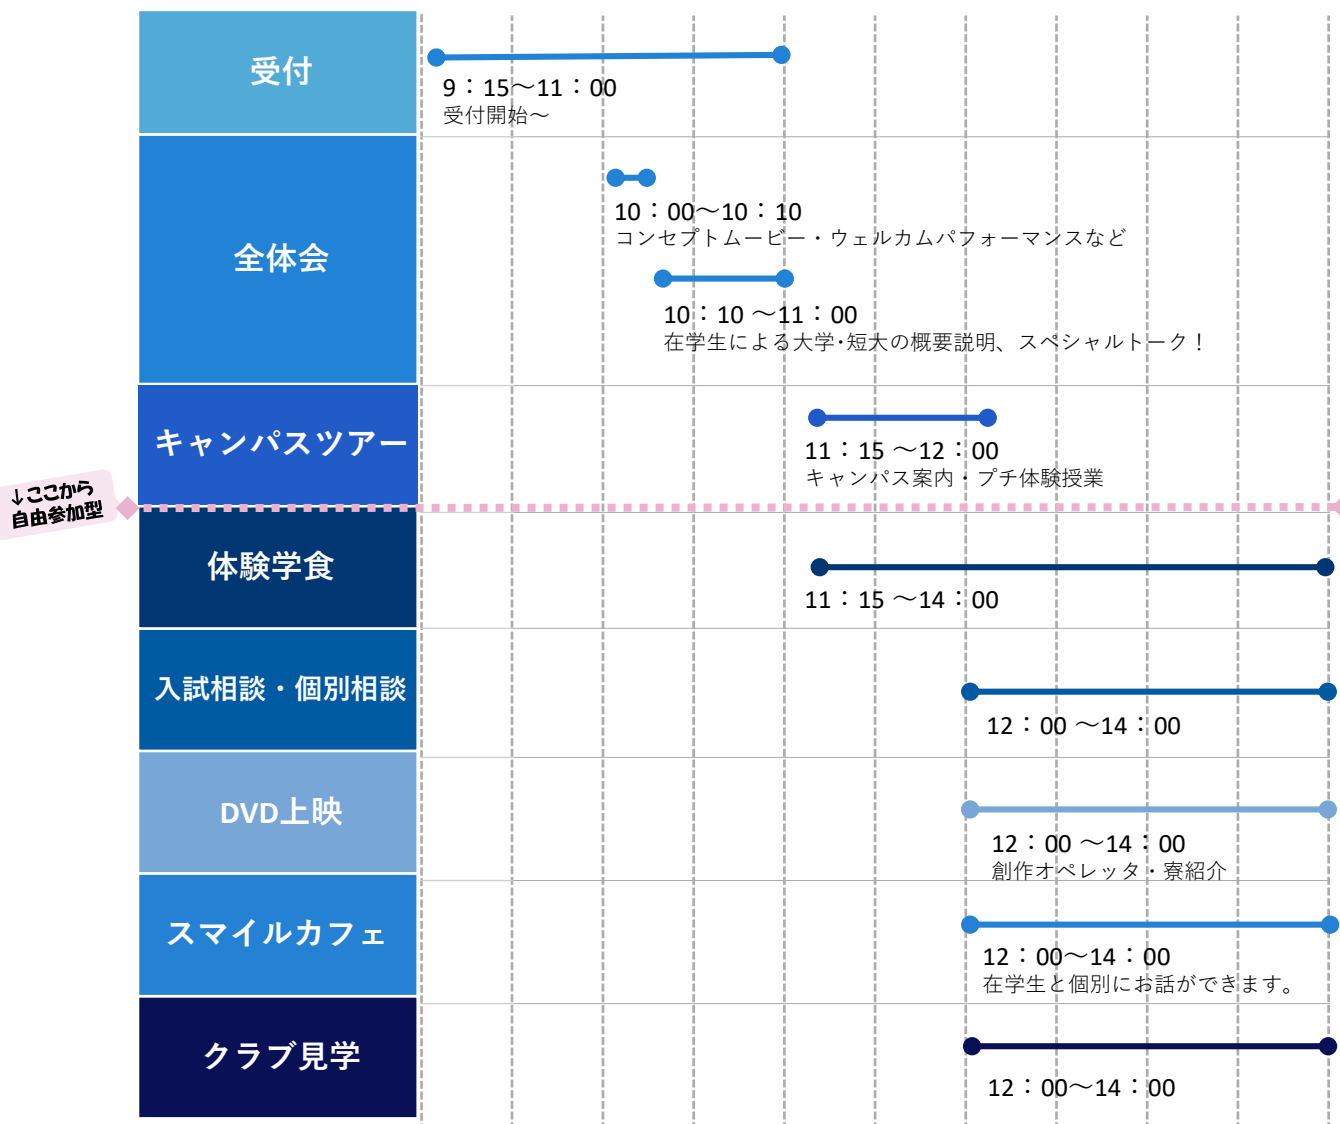 受付
9：15～11：00
受付開始～
全体会
10：00～10：10
コンセプトムービー・ウェルカムパフォーマンスなど
10：10 ～11：00
在学生による大学・短大の概要説明、スペシャルトーク！
キャンパスツアー
11：15 ～12：00
キャンパス案内・プチ体験授業
↓ここから
自由参加型
体験学食
11：15 ～14：00
入試相談・個別相談
12：00 ～14：00
DVD上映
12：00 ～14：00
創作オペレッタ・寮紹介
スマイルカフェ
12：00～14：00
在学生と個別にお話ができます。
クラブ見学
12：00～14：00